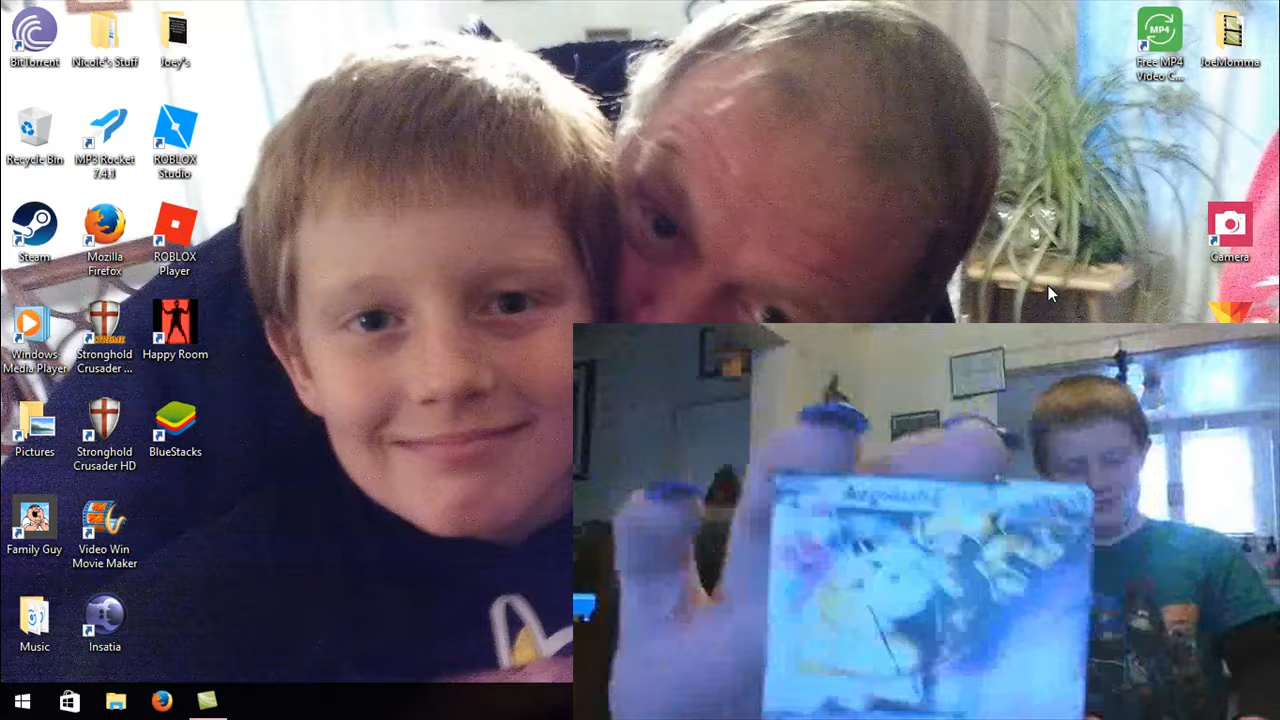 BitTorrent
Nicole's Stuff
Joey's
Free MP4
Video C...
JoeMomma
Recycle Bin
MP3 Rocket
7.4.1
ROBLOX
Studio
Steam
Mozilla
Firefox
ROBLOX
Player
Camera
Windows
Media Player
Stronghold
Crusader ...
Happy Room
Pictures
Stronghold
Crusader HD
BlueStacks
Family Guy
Video Win
Movie Maker
Music
Insatia
MP4